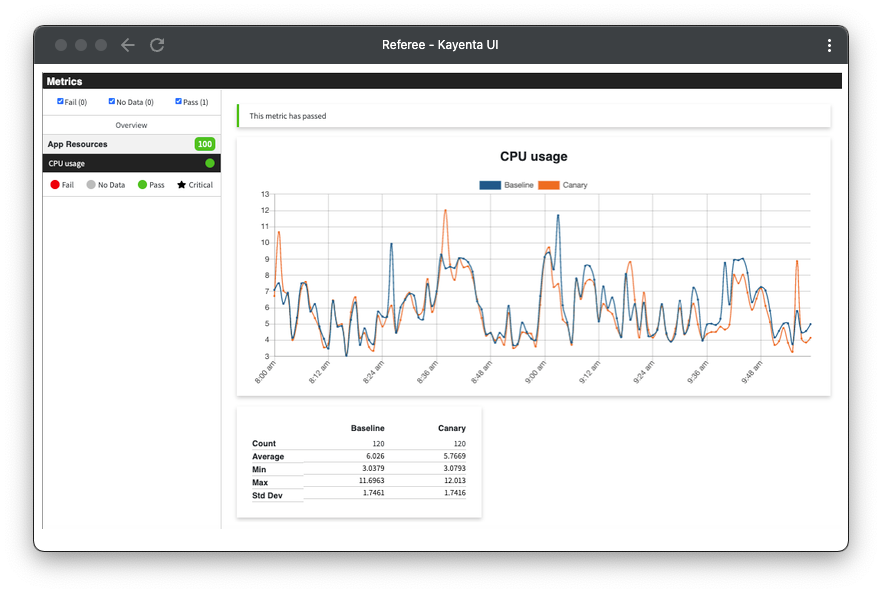 Referee - Kayenta UI
Metrics
Fail (0) No Data (0) Pass (1)
Overview
App Resources 100
CPU usage
Fail No Data Pass Critical
This metric has passed
CPU usage
Baseline Canary
13
12
11
10
9
8
7
6
5
4
3
8:00 am 8:12 am 8:24 am 8:36 am 8:48 am 9:00 am 9:12 am 9:24 am 9:36 am 9:48 am
Baseline Canary
Count 120 120
Average 6.026 5.7669
Min 3.0379 3.0793
Max 11.6963 12.013
Std Dev 1.7461 1.7416